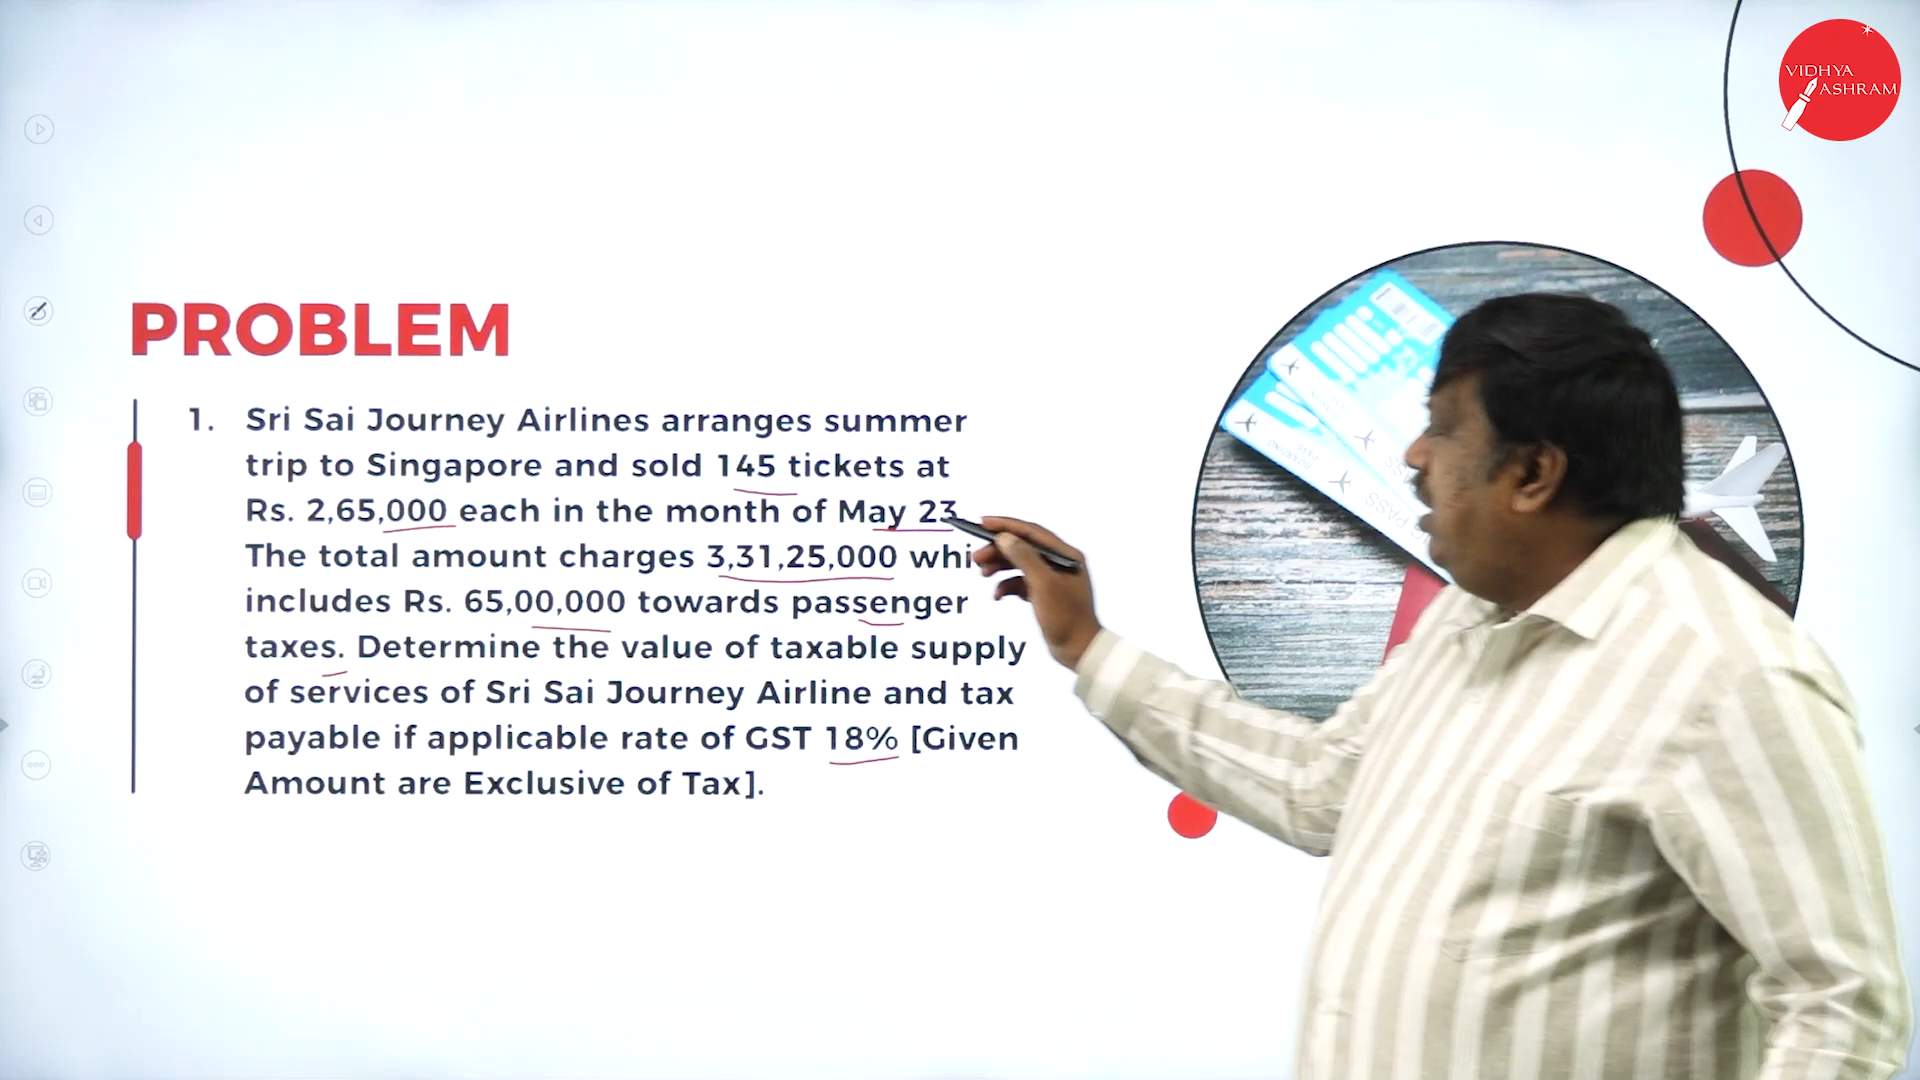 VIDHYA
ASHRAM
PROBLEM
1. Sri Sai Journey Airlines arranges summer
trip to Singapore and sold 145 tickets at
Rs. 2,65,000 each in the month of May 23
The total amount charges 3,31,25,000
includes Rs. 65,00,000 towards passenger
taxes. Determine the value of taxable supply
of services of Sri Sai Journey Airline and tax
payable if applicable rate of GST 18% [Given
Amount are Exclusive of Tax].